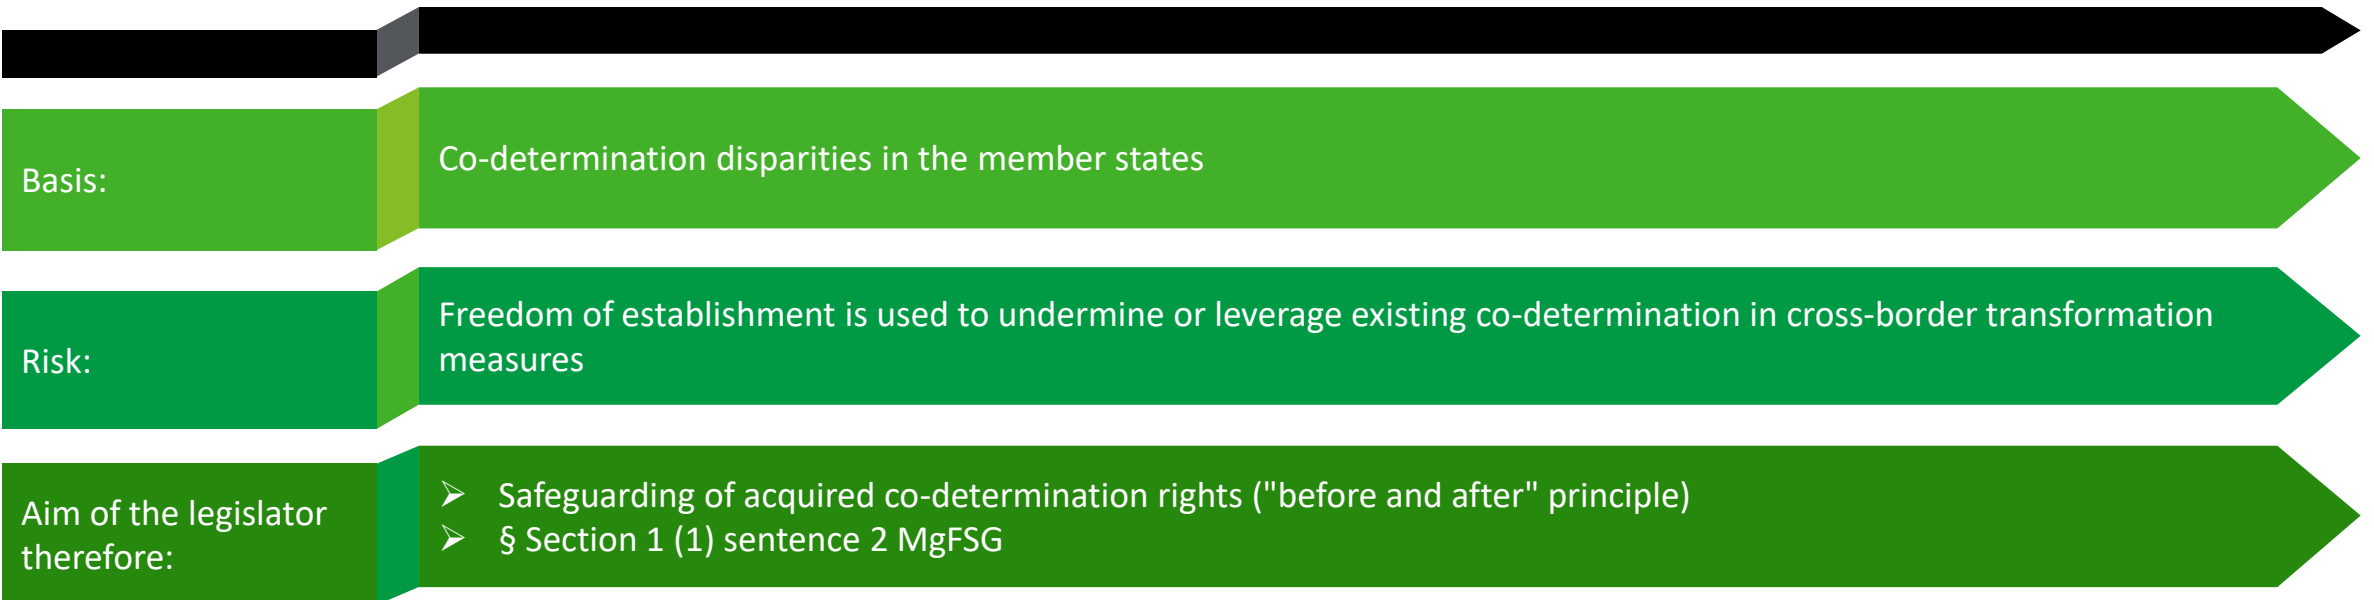 Basis:
Co-determination disparities in the member states
Risk:
Freedom of establishment is used to undermine or leverage existing co-determination in cross-border transformation
measures
Aim of the legislator
therefore:
➢ Safeguarding of acquired co-determination rights ("before and after" principle)
➢ § Section 1 (1) sentence 2 MgFSG